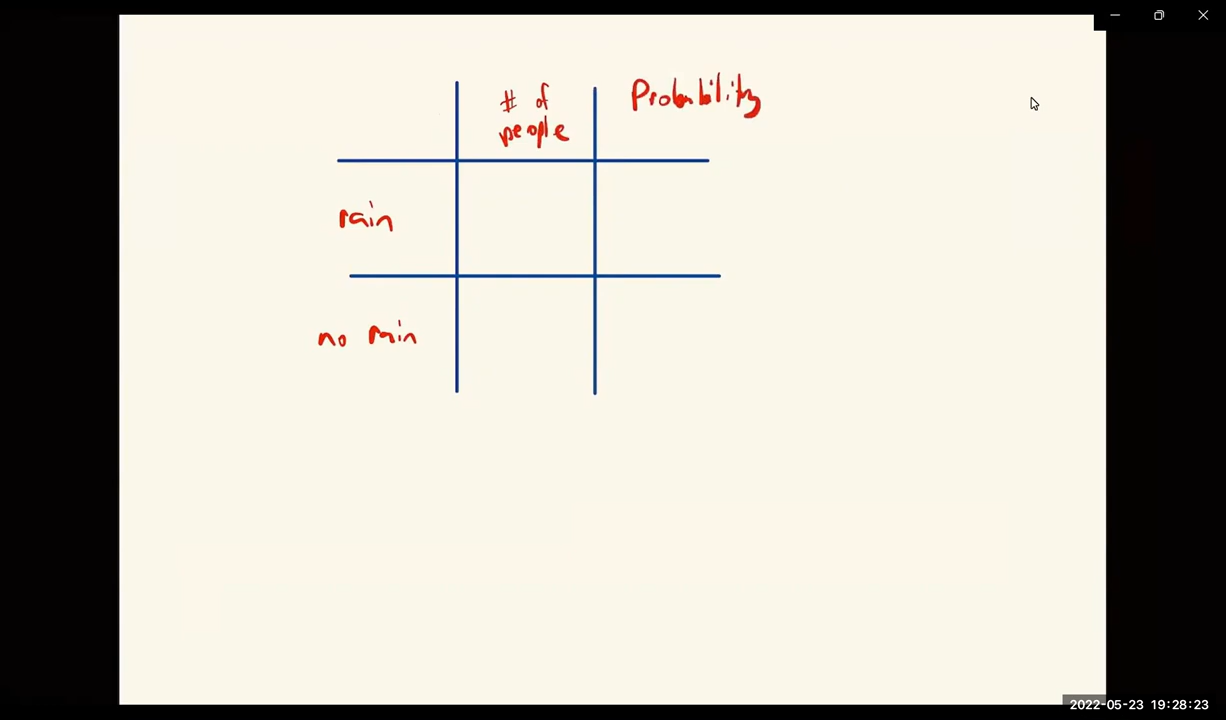 # of
people
Probability
rain
no rain
2022-05-23 19:28:23